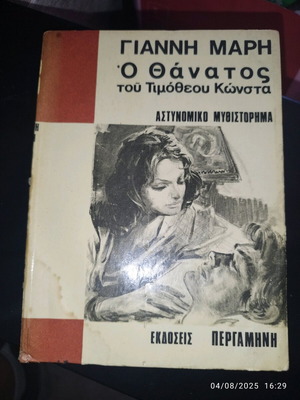 ΓΙΑΝΝΗ ΜΑΡΗ
Ὁ Θάνατος
τοῦ Τιμόθεου Κώνστα
ΑΣΤΥΝΟΜΙΚΟ ΜΥΘΙΣΤΟΡΗΜΑ
ΕΚΔΟΣΕΙΣ ΠΕΡΓΑΜΗΝΗ
04/08/2025 16:29